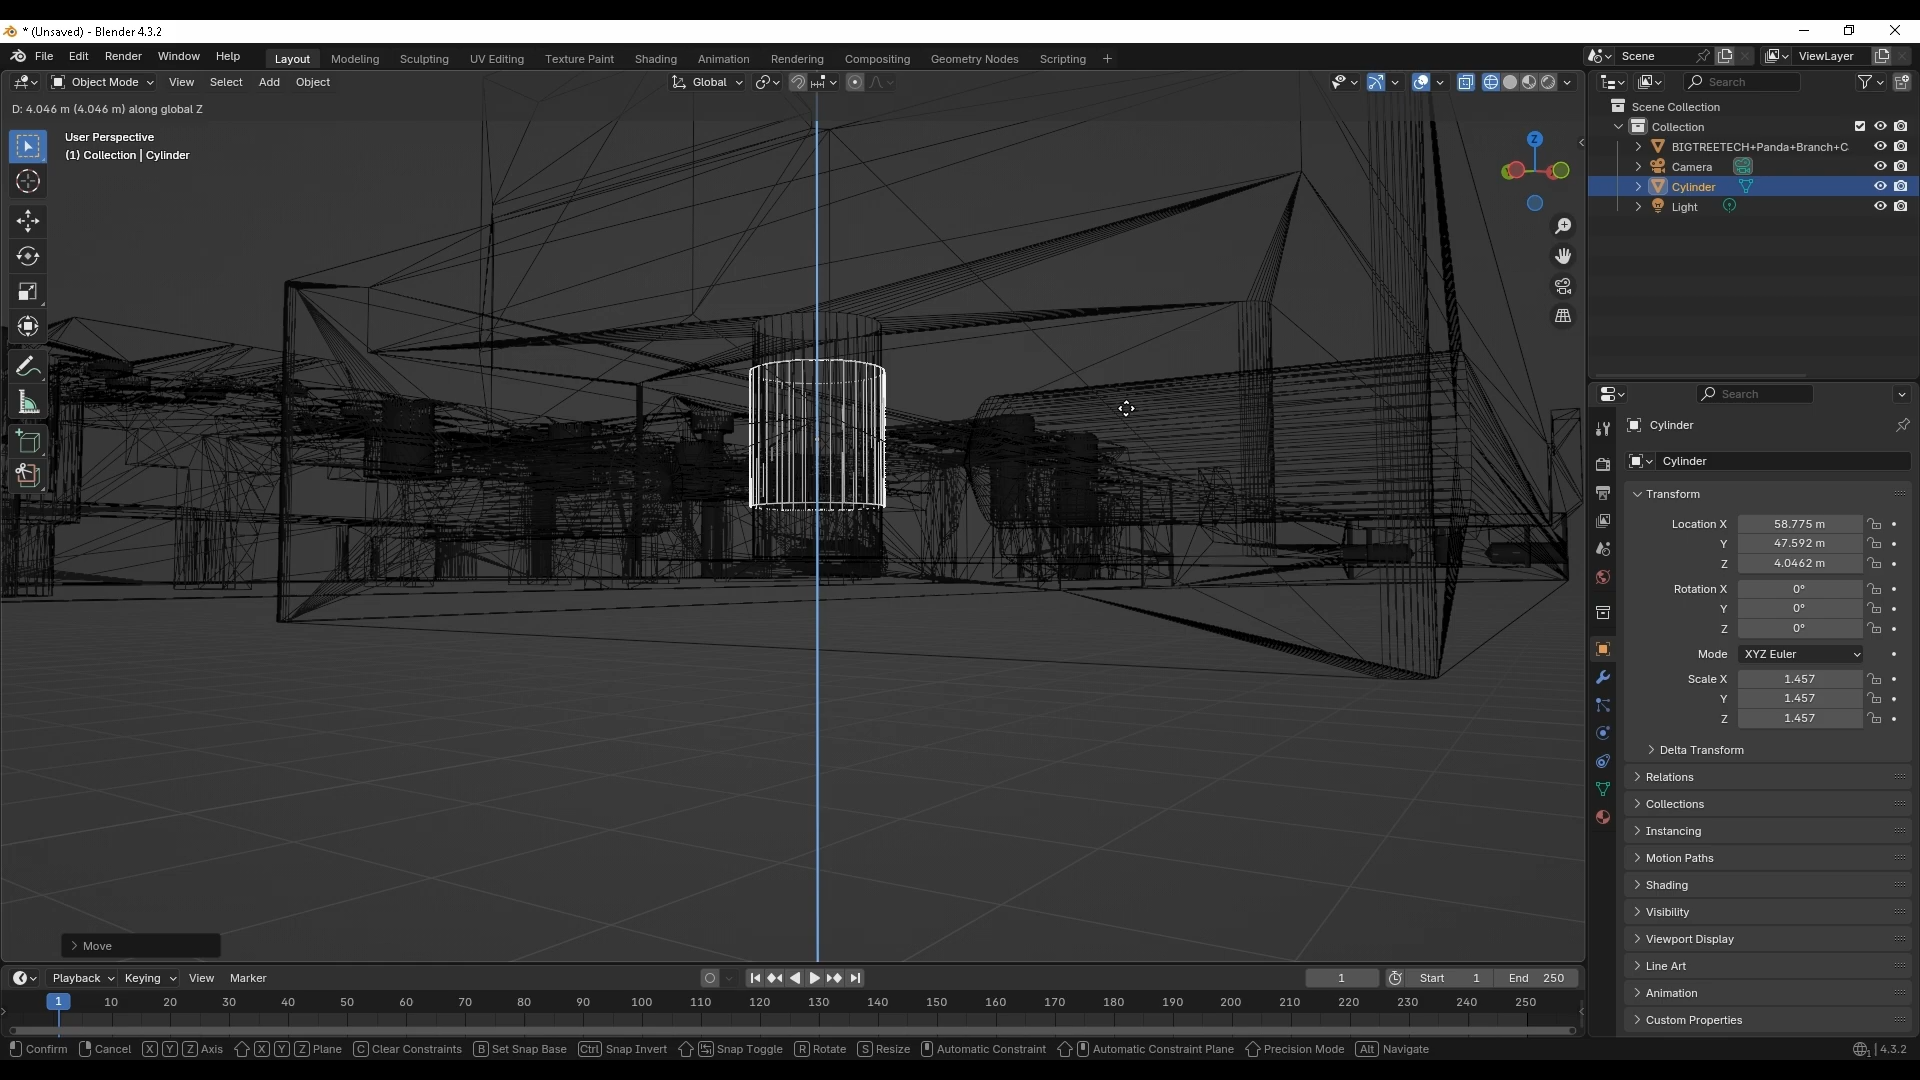 * (Unsaved) - Blender 4.3.2
File Edit Render Window Help Layout Modeling Sculpting UV Editing Texture Paint Shading Animation Rendering Compositing Geometry Nodes Scripting + Scene ViewLayer
Object Mode View Select Add Object Global Search
D: 4.046 m (4.046 m) along global Z
Scene Collection
User Perspective
Collection
(1) Collection | Cylinder
BIGTREETECH+Panda+Branch+C
Camera
Cylinder
Light
Z
Search
Cylinder
Cylinder
Transform
Location X 58.775 m
Y 47.592 m
Z 4.0462 m
Rotation X 0°
Y 0°
Z 0°
Mode XYZ Euler
Scale X 1.457
Y 1.457
Z 1.457
Delta Transform
Relations
Collections
Instancing
Motion Paths
Shading
Visibility
Viewport Display
Line Art
Animation
Custom Properties
Move
Playback Keying View Marker 1 Start 1 End 250
1 10 20 30 40 50 60 70 80 90 100 110 120 130 140 150 160 170 180 190 200 210 220 230 240 250
Confirm Cancel X Y Z Axis X Y Z Plane C Clear Constraints B Set Snap Base Ctrl Snap Invert Snap Toggle R Rotate S Resize Automatic Constraint Automatic Constraint Plane Precision Mode Alt Navigate 4.3.2